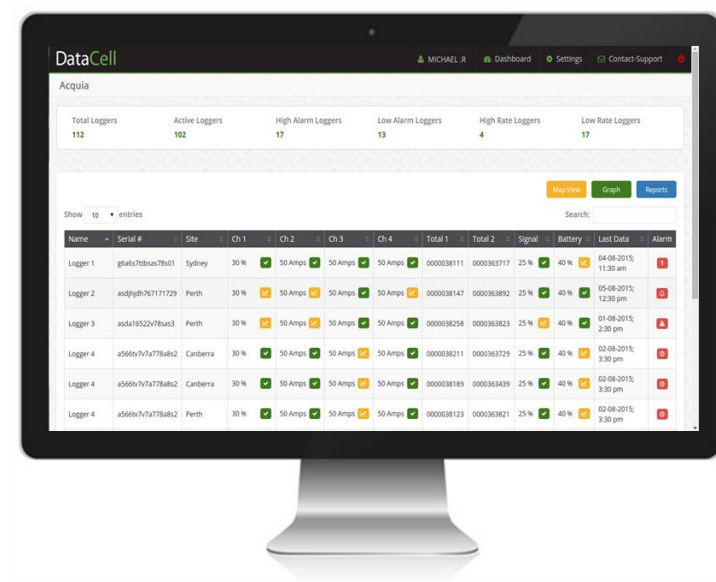 DataCell
MICHAEL .R Dashboard Settings Contact-Support
Acquia
Total Loggers Active Loggers High Alarm Loggers Low Alarm Loggers High Rate Loggers Low Rate Loggers
112 102 17 13 4 17
Map View Graph Reports
Show 10 entries Search:
Name Serial # Site Ch 1 Ch 2 Ch 3 Ch 4 Total 1 Total 2 Signal Battery Last Data Alarm
Logger 1 g6a6s7ttbsas78s01 Sydney 30 % 50 Amps 50 Amps 50 Amps 0000038111 0000363717 25 % 40 % 04-08-2015;
11:30 am
Logger 2 asdjhjdh767171729 Perth 30 % 50 Amps 50 Amps 50 Amps 0000038147 0000363892 25 % 40 % 05-08-2015;
12:30 pm
Logger 3 asda16522v78sas3 Perth 30 % 50 Amps 50 Amps 50 Amps 0000038258 0000363823 25 % 40 % 01-08-2015;
2:30 pm
Logger 4 a566tv7v7a778a8s2 Canberra 30 % 50 Amps 50 Amps 50 Amps 0000038211 0000363729 25 % 40 % 02-08-2015;
3:30 pm
Logger 4 a566tv7v7a778a8s2 Canberra 30 % 50 Amps 50 Amps 50 Amps 0000038189 0000363439 25 % 40 % 02-08-2015;
3:30 pm
Logger 4 a566tv7v7a778a8s2 Perth 30 % 50 Amps 50 Amps 50 Amps 0000038123 0000363821 25 % 40 % 02-08-2015;
3:30 pm